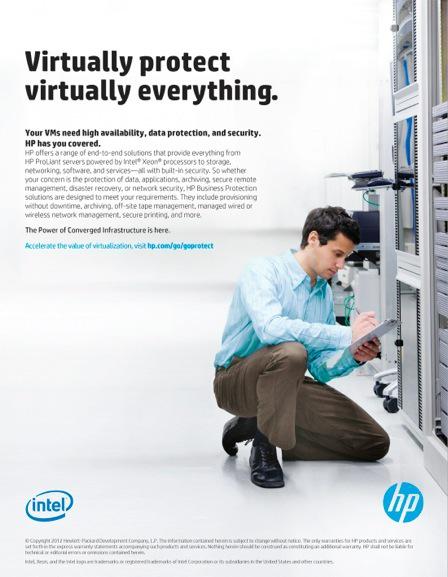 Virtually protect
virtually everything.
Your VMs need high availability, data protection, and security.
HP has you covered.
HP offers a range of end-to-end solutions that provide everything from
HP ProLiant servers powered by Intel® Xeon® processors to storage,
networking, software, and services—all with built-in security. So whether
your concern is the protection of data, applications, archiving, secure remote
management, disaster recovery, or network security, HP Business Protection
solutions are designed to meet your requirements. They include provisioning
without downtime, archiving, off-site tape management, managed wired or
wireless network management, secure printing, and more.
The Power of Converged Infrastructure is here.
Accelerate the value of virtualization, visit hp.com/go/goprotect
intel
hp
© Copyright 2012 Hewlett-Packard Development Company, L.P. The information contained herein is subject to change without notice. The only warranties for HP products and services are
set forth in the express warranty statements accompanying such products and services. Nothing herein should be construed as constituting an additional warranty. HP shall not be liable for
technical or editorial errors or omissions contained herein.
Intel, Xeon, and the Intel logo are trademarks or registered trademarks of Intel Corporation or its subsidiaries in the United States and other countries.